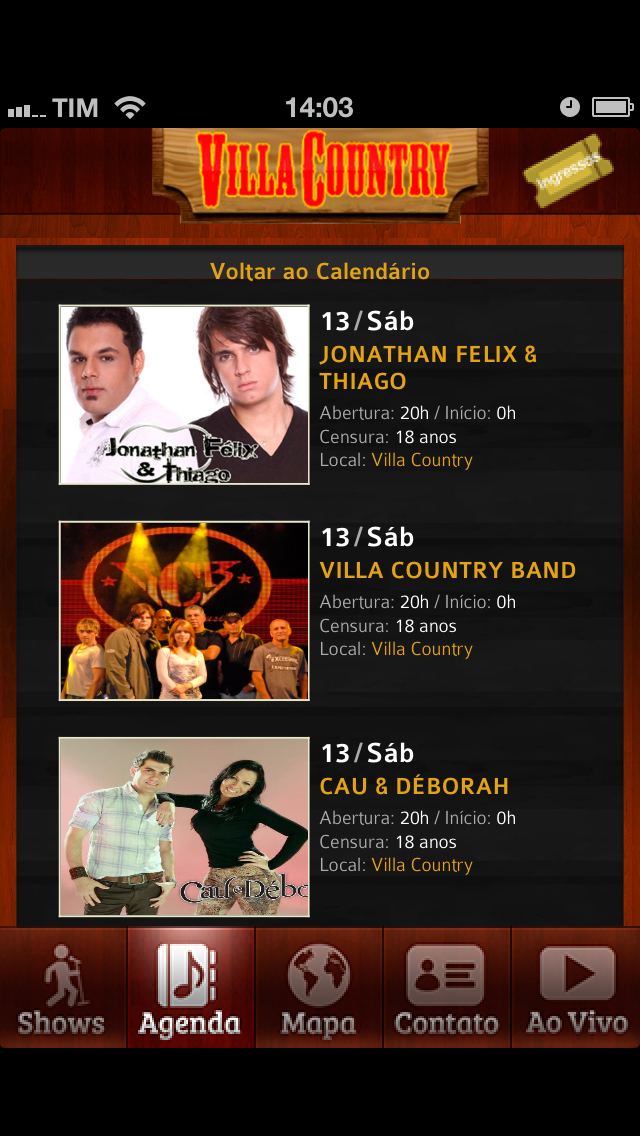 TIM 14:03
VILLA COUNTRY
Ingressos
Voltar ao Calendário
Jonathan Félix
& Thiago
13/Sáb
JONATHAN FELIX &
THIAGO
Abertura: 20h / Início: 0h
Censura: 18 anos
Local: Villa Country
VCB
13/Sáb
VILLA COUNTRY BAND
Abertura: 20h / Início: 0h
Censura: 18 anos
Local: Villa Country
Cau & Débo
13/Sáb
CAU & DÉBORAH
Abertura: 20h / Início: 0h
Censura: 18 anos
Local: Villa Country
Shows Agenda Mapa Contato Ao Vivo